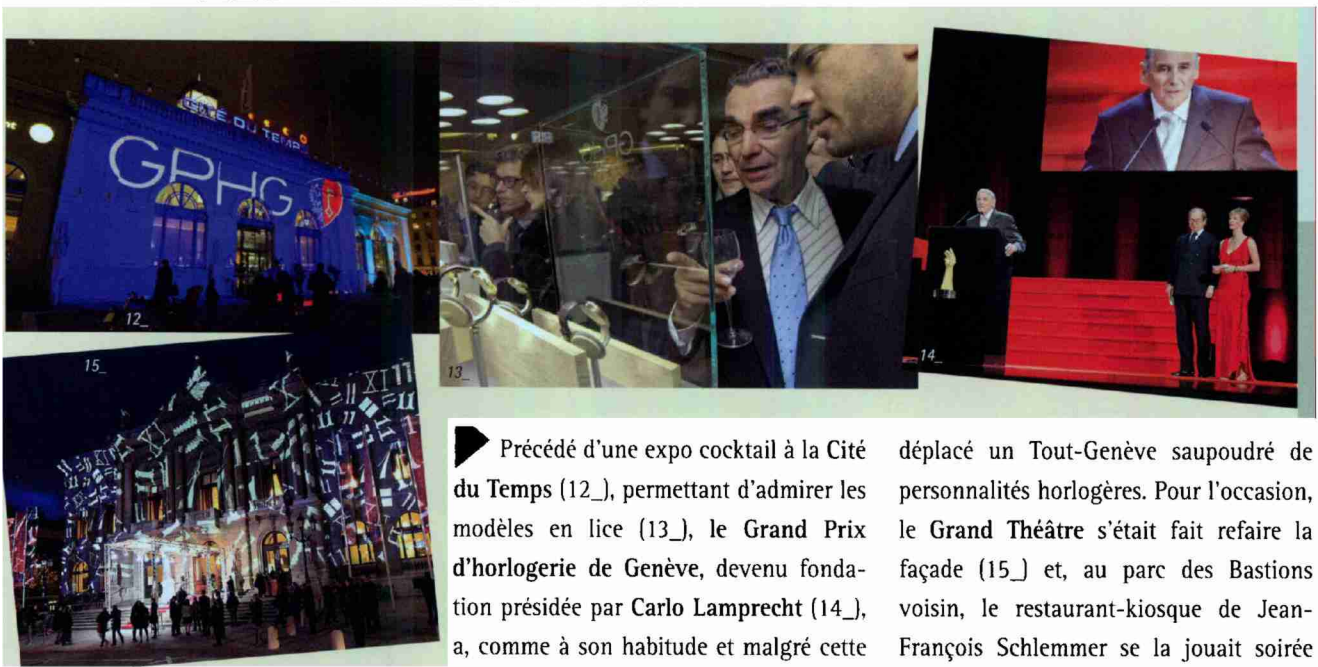 CITÉ DU TEMPS
GPHG
12_
13_
14_
15_
Précédé d'une expo cocktail à la Cité
du Temps (12_), permettant d'admirer les
modèles en lice (13_), le Grand Prix
d'horlogerie de Genève, devenu fonda-
tion présidée par Carlo Lamprecht (14_),
a, comme à son habitude et malgré cette
déplacé un Tout-Genève saupoudré de
personnalités horlogères. Pour l'occasion,
le Grand Théâtre s'était fait refaire la
façade (15_) et, au parc des Bastions
voisin, le restaurant-kiosque de Jean-
François Schlemmer se la jouait soirée